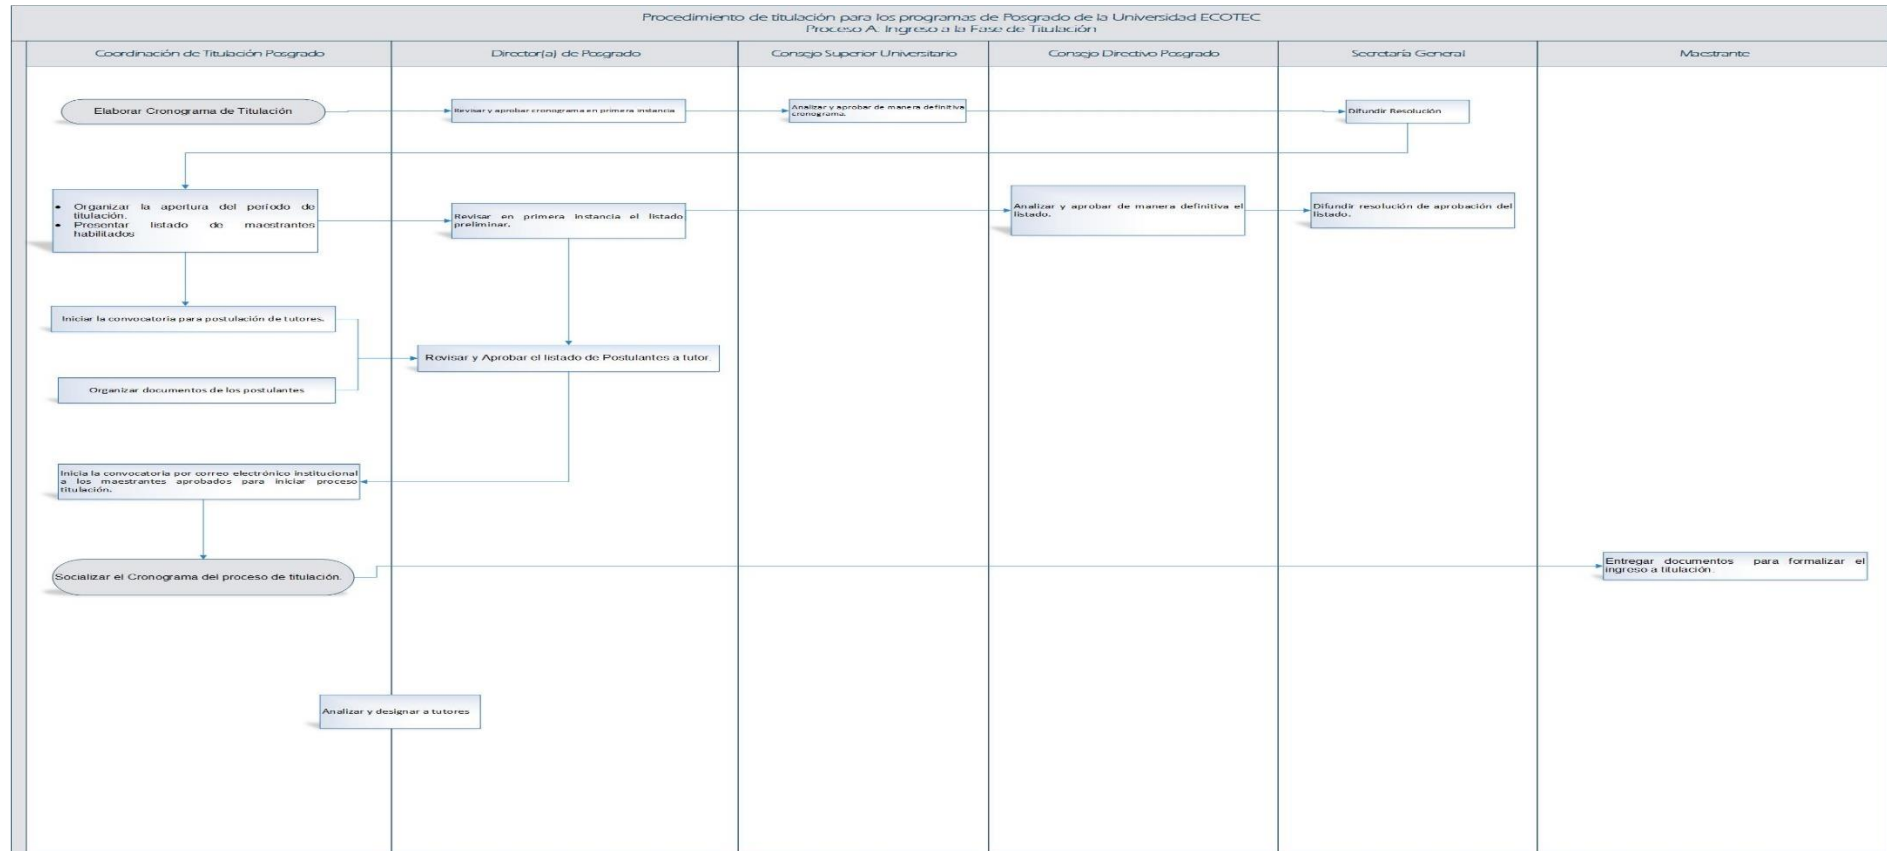 Procedimiento de titulación para los programas de Posgrado de la Universidad ECOTEC
Proceso A: Ingreso a la Fase de Titulación
Coordinación de Titulación Posgrado
Director(a) de Posgrado
Consejo Superior Universitario
Consejo Directivo Posgrado
Secretaría General
Maestrante
Elaborar Cronograma de Titulación
Revisar y aprobar cronograma en primera instancia
Analizar y aprobar de manera definitiva
cronograma.
Difundir Resolución
• Organizar la apertura del período de
titulación.
• Presentar listado de maestrantes
habilitados
Revisar en primera instancia el listado
preliminar.
Analizar y aprobar de manera definitiva el
listado.
Difundir resolución de aprobación del
listado.
Iniciar la convocatoria para postulación de tutores.
Revisar y Aprobar el listado de Postulantes a tutor.
Organizar documentos de los postulantes
Inicia la convocatoria por correo electrónico institucional
a los maestrantes aprobados para iniciar proceso
titulación.
Socializar el Cronograma del proceso de titulación.
Entregar documentos para formalizar el
ingreso a titulación.
Analizar y designar a tutores